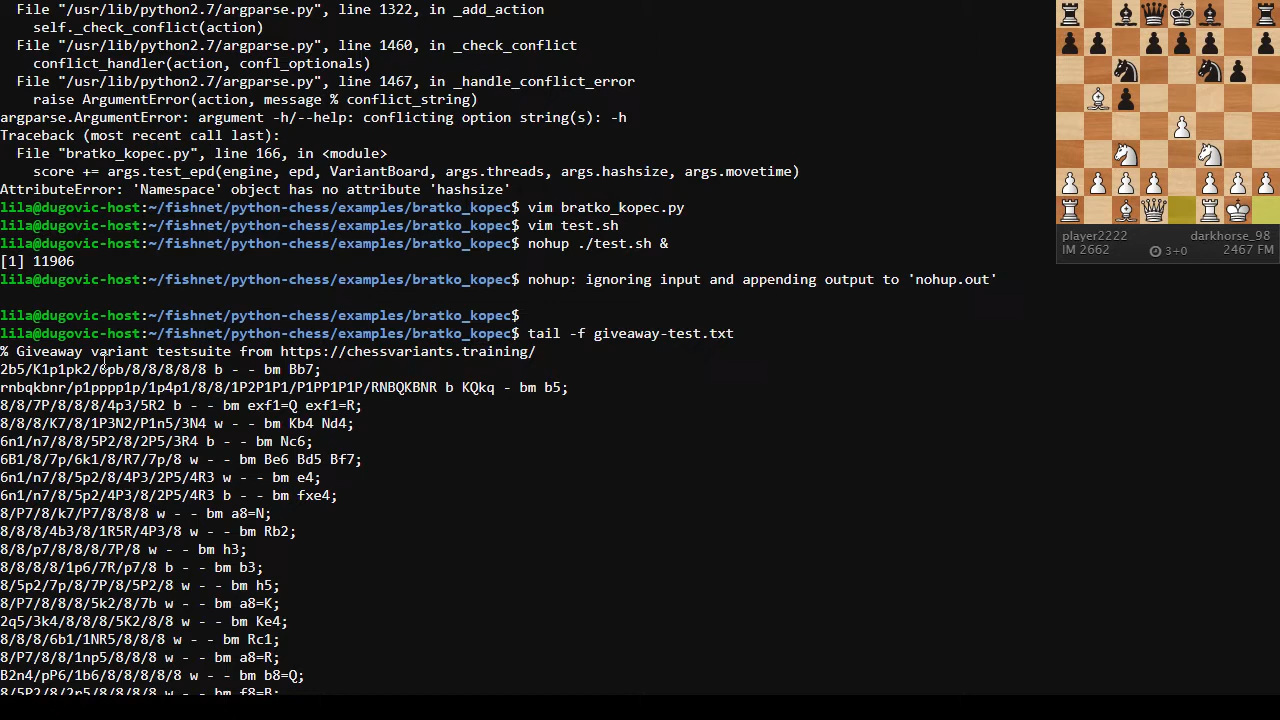 File "/usr/lib/python2.7/argparse.py", line 1322, in _add_action
self._check_conflict(action)
File "/usr/lib/python2.7/argparse.py", line 1460, in _check_conflict
conflict_handler(action, confl_optionals)
File "/usr/lib/python2.7/argparse.py", line 1467, in _handle_conflict_error
raise ArgumentError(action, message % conflict_string)
argparse.ArgumentError: argument -h/--help: conflicting option string(s): -h
Traceback (most recent call last):
File "bratko_kopec.py", line 166, in <module>
score += args.test_epd(engine, epd, VariantBoard, args.threads, args.hashsize, args.movetime)
AttributeError: 'Namespace' object has no attribute 'hashsize'
lila@dugovic-host:~/fishnet/python-chess/examples/bratko_kopec$ vim bratko_kopec.py
lila@dugovic-host:~/fishnet/python-chess/examples/bratko_kopec$ vim test.sh
lila@dugovic-host:~/fishnet/python-chess/examples/bratko_kopec$ nohup ./test.sh &
[1] 11906
lila@dugovic-host:~/fishnet/python-chess/examples/bratko_kopec$ nohup: ignoring input and appending output to 'nohup.out'
lila@dugovic-host:~/fishnet/python-chess/examples/bratko_kopec$
lila@dugovic-host:~/fishnet/python-chess/examples/bratko_kopec$ tail -f giveaway-test.txt
% Giveaway variant testsuite from https://chessvariants.training/
2b5/K1p1pk2/6pb/8/8/8/8/8 b - - bm Bb7;
rnbqkbnr/p1pppp1p/1p4p1/8/8/1P2P1P1/P1PP1P1P/RNBQKBNR b KQkq - bm b5;
8/8/7P/8/8/8/4p3/5R2 b - - bm exf1=Q exf1=R;
8/8/8/K7/8/1P3N2/P1n5/3N4 w - - bm Kb4 Nd4;
6n1/n7/8/8/5P2/8/2P5/3R4 b - - bm Nc6;
6B1/8/7p/6k1/8/R7/7p/8 w - - bm Be6 Bd5 Bf7;
6n1/n7/8/5p2/8/4P3/2P5/4R3 w - - bm e4;
6n1/n7/8/5p2/4P3/8/2P5/4R3 b - - bm fxe4;
8/P7/8/k7/P7/8/8/8 w - - bm a8=N;
8/8/8/4b3/8/1R5R/4P3/8 w - - bm Rb2;
8/8/p7/8/8/8/7P/8 w - - bm h3;
8/8/8/8/1p6/7R/p7/8 b - - bm b3;
8/5p2/7p/8/7P/8/5P2/8 w - - bm h5;
8/P7/8/8/8/5k2/8/7b w - - bm a8=K;
2q5/3k4/8/8/8/5K2/8/8 w - - bm Ke4;
8/8/8/6b1/1NR5/8/8/8 w - - bm Rc1;
8/P7/8/8/1np5/8/8/8 w - - bm a8=R;
B2n4/pP6/1b6/8/8/8/8/8 w - - bm b8=Q;
8/5P2/8/2r5/8/8/8/8 w - - bm f8=B;
player2222
darkhorse_98
IM 2662
3+0
2467 FM